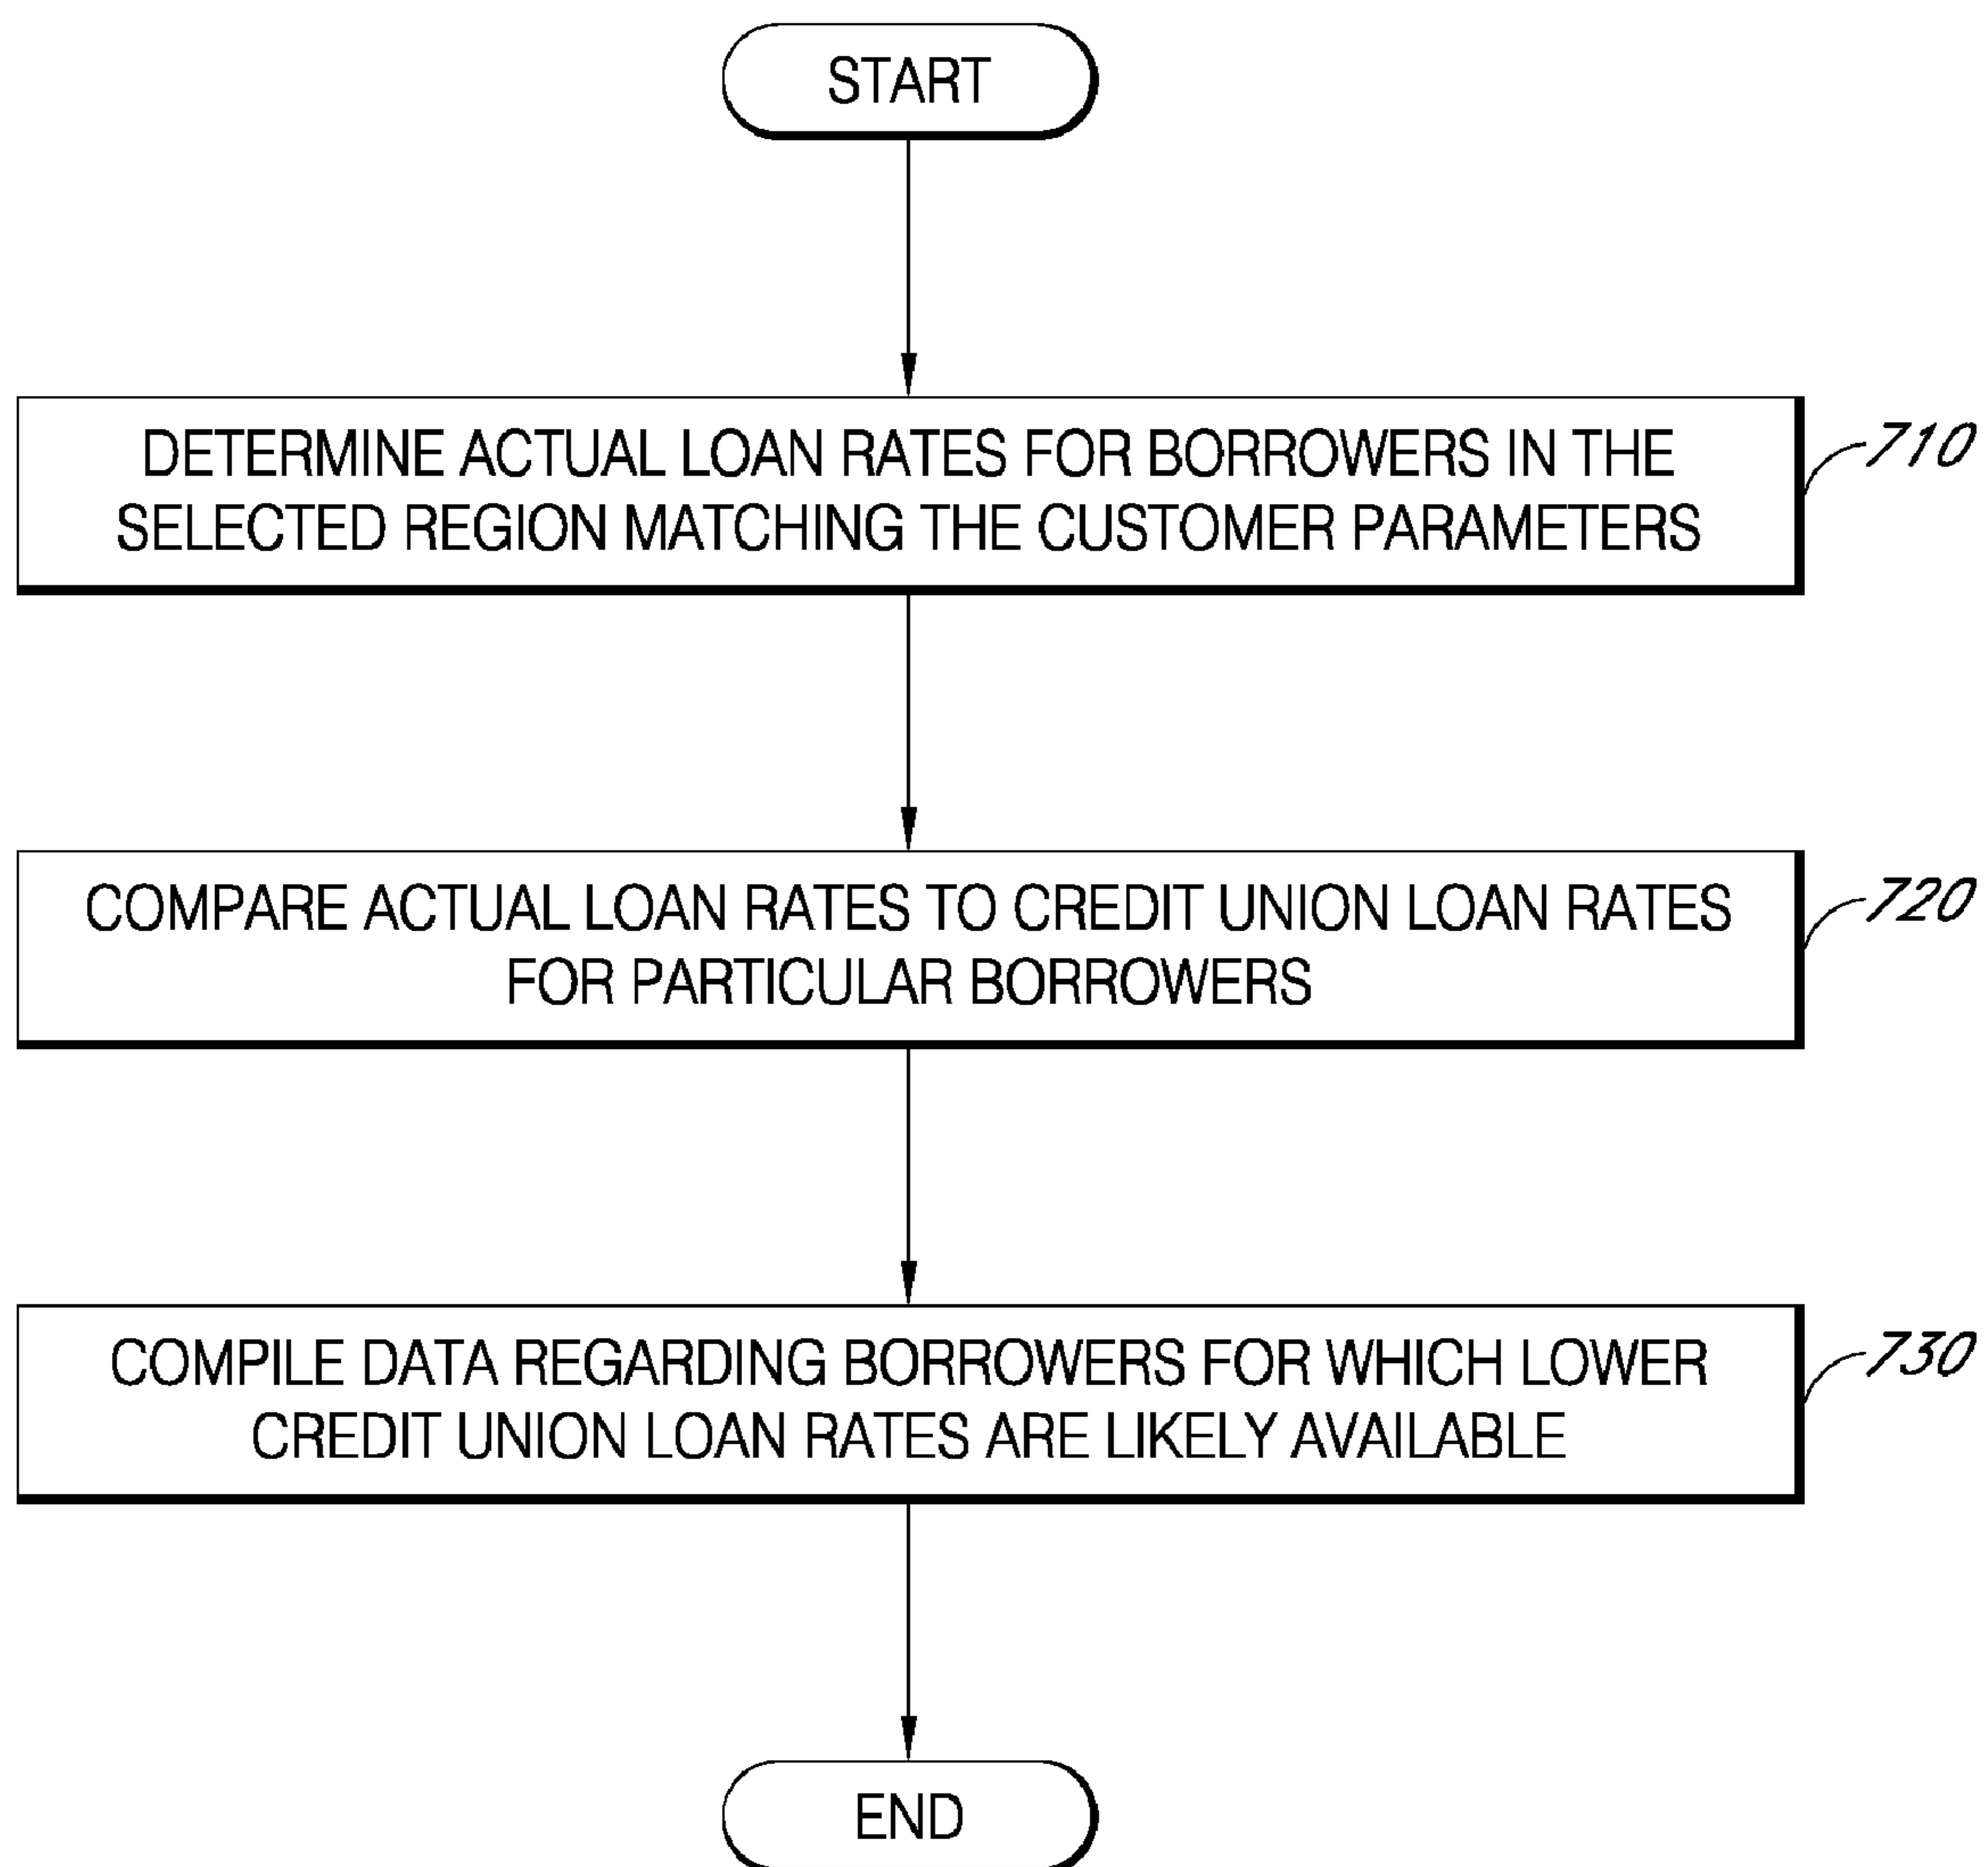 START
DETERMINE ACTUAL LOAN RATES FOR BORROWERS IN THE
SELECTED REGION MATCHING THE CUSTOMER PARAMETERS
710
COMPARE ACTUAL LOAN RATES TO CREDIT UNION LOAN RATES
FOR PARTICULAR BORROWERS
720
COMPILE DATA REGARDING BORROWERS FOR WHICH LOWER
CREDIT UNION LOAN RATES ARE LIKELY AVAILABLE
730
END